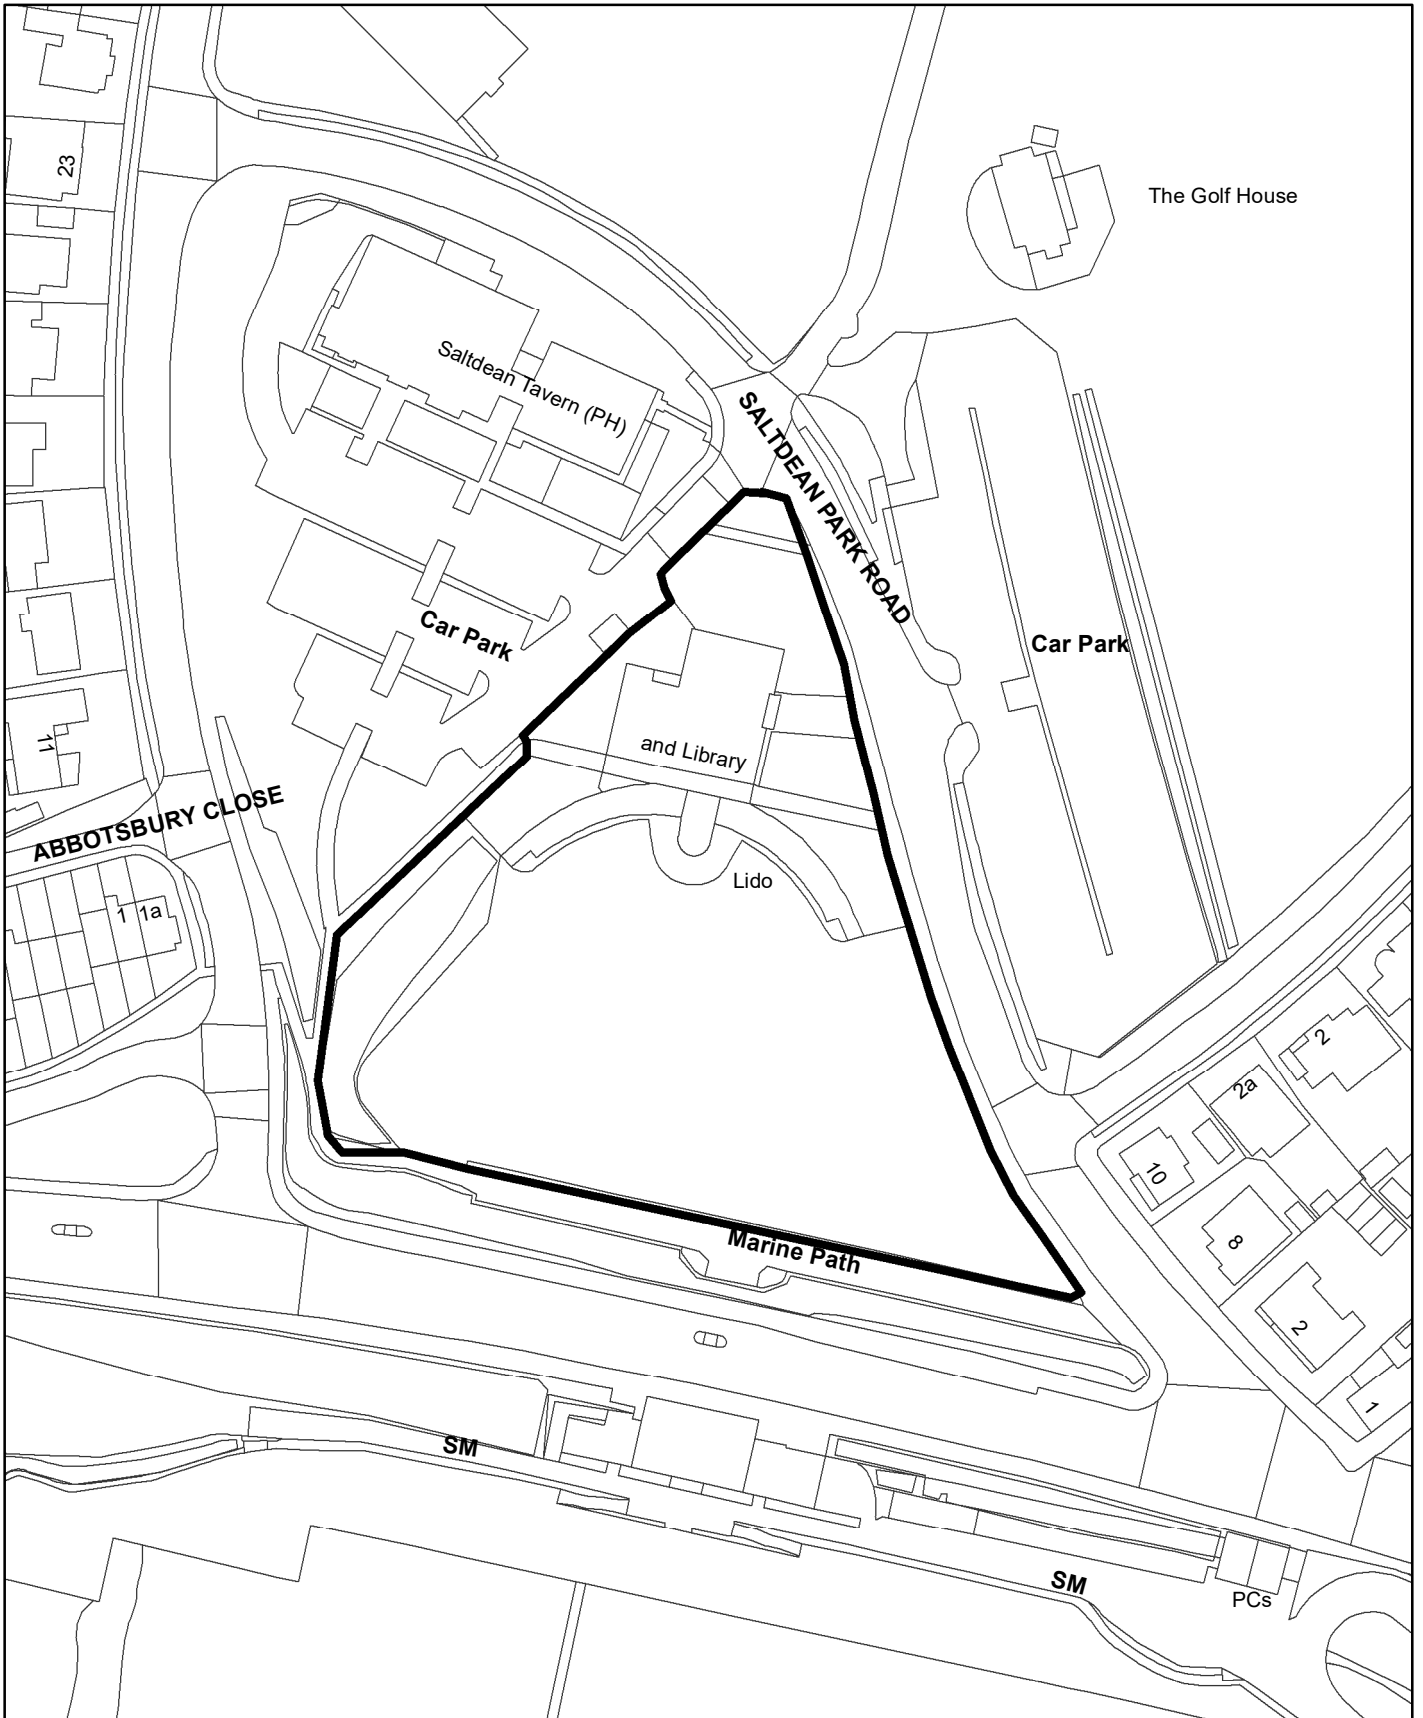 23
The Golf House
Saltdean Tavern (PH)
SALTDEAN PARK ROAD
Car Park
Car Park
11
and Library
ABBOTSBURY CLOSE
Lido
1
1a
2
2a
10
8
Marine Path
2
1
SM
SM
PCs